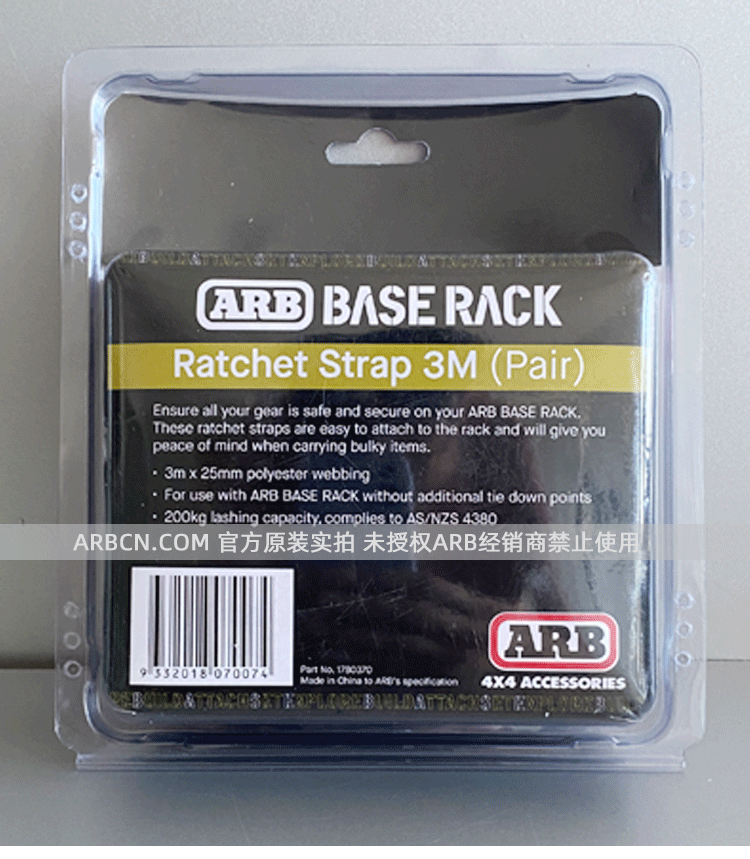 BUILDATTACHSETEXPLOREBUILDATTACHSETEXPLOREBUI
ARB BASE RACK
Ratchet Strap 3M (Pair)
Ensure all your gear is safe and secure on your ARB BASE RACK.
These ratchet straps are easy to attach to the rack and will give you
peace of mind when carrying bulky items.
• 3m x 25mm polyester webbing
• For use with ARB BASE RACK without additional tie down points
• 200kg lashing capacity, complies to AS/NZS 4380
ARBCN.COM 官方原装实拍 未授权ARB经销商禁止使用
9 332018 070074
Part No. 1780370
Made in China to ARB's specification
ARB
4X4 ACCESSORIES
BUILDATTACHSETEXPLOREBUILDATTACHSETEXPLOREBUI